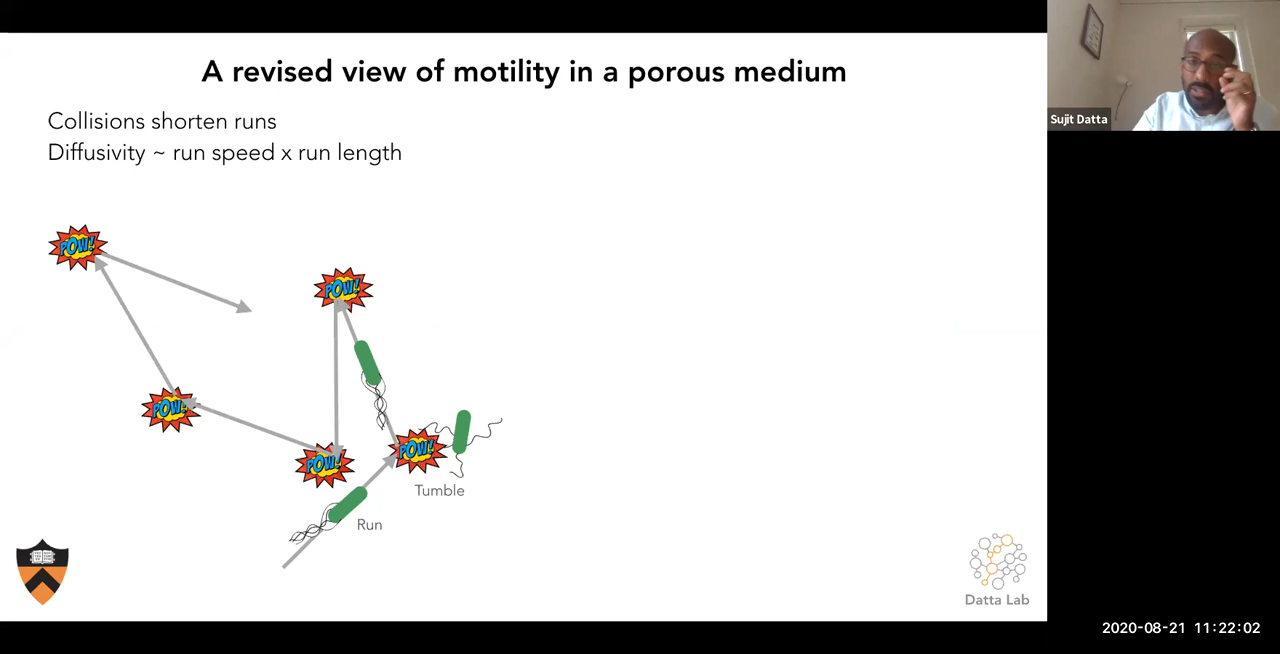 A revised view of motility in a porous medium
Sujit Datta
Collisions shorten runs
Diffusivity ~ run speed x run length
POW!
POW!
POW!
POW!
POW!
Tumble
Run
Datta Lab
2020-08-21 11:22:02